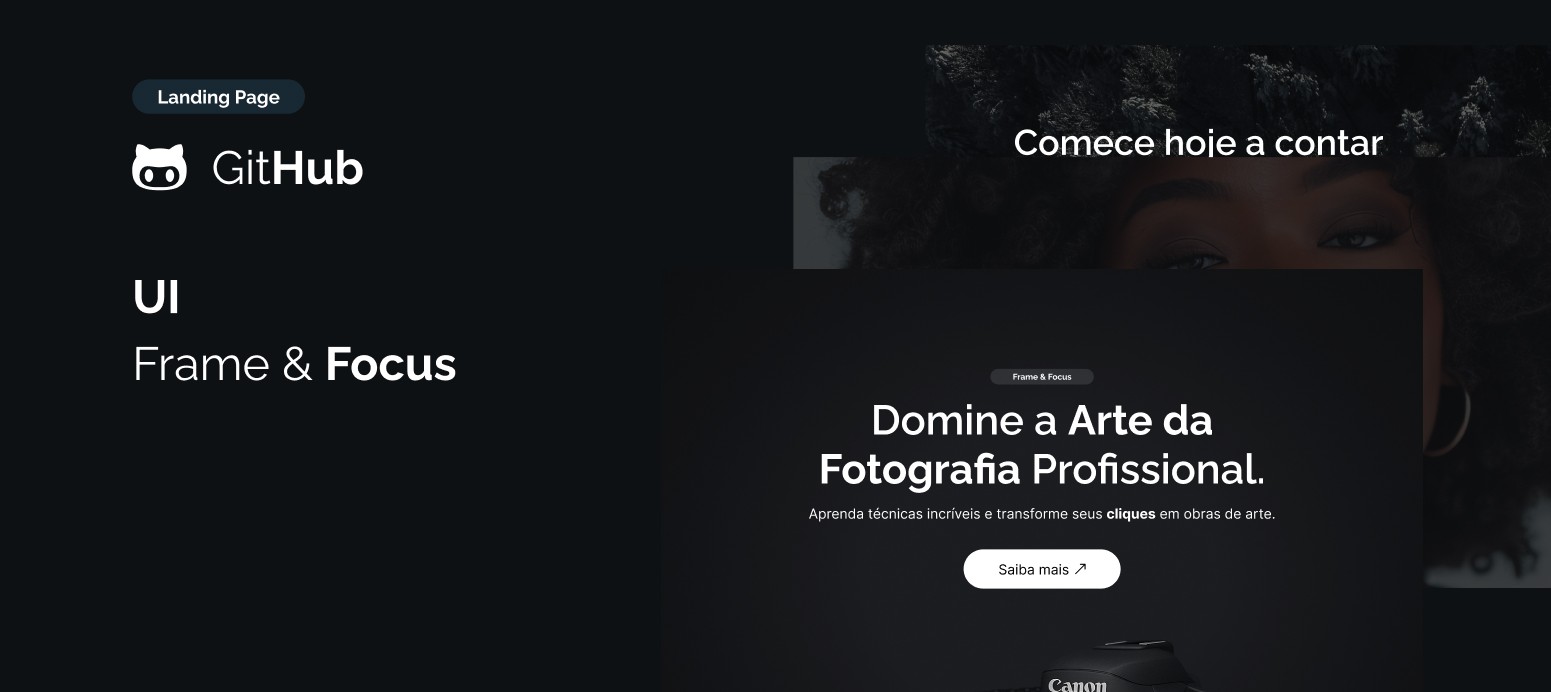 Landing Page
GitHub
UI
Frame & Focus
Comece hoje a contar
Frame & Focus
Domine a Arte da
Fotografia Profissional.
Aprenda técnicas incríveis e transforme seus cliques em obras de arte.
Saiba mais ↗
Canon